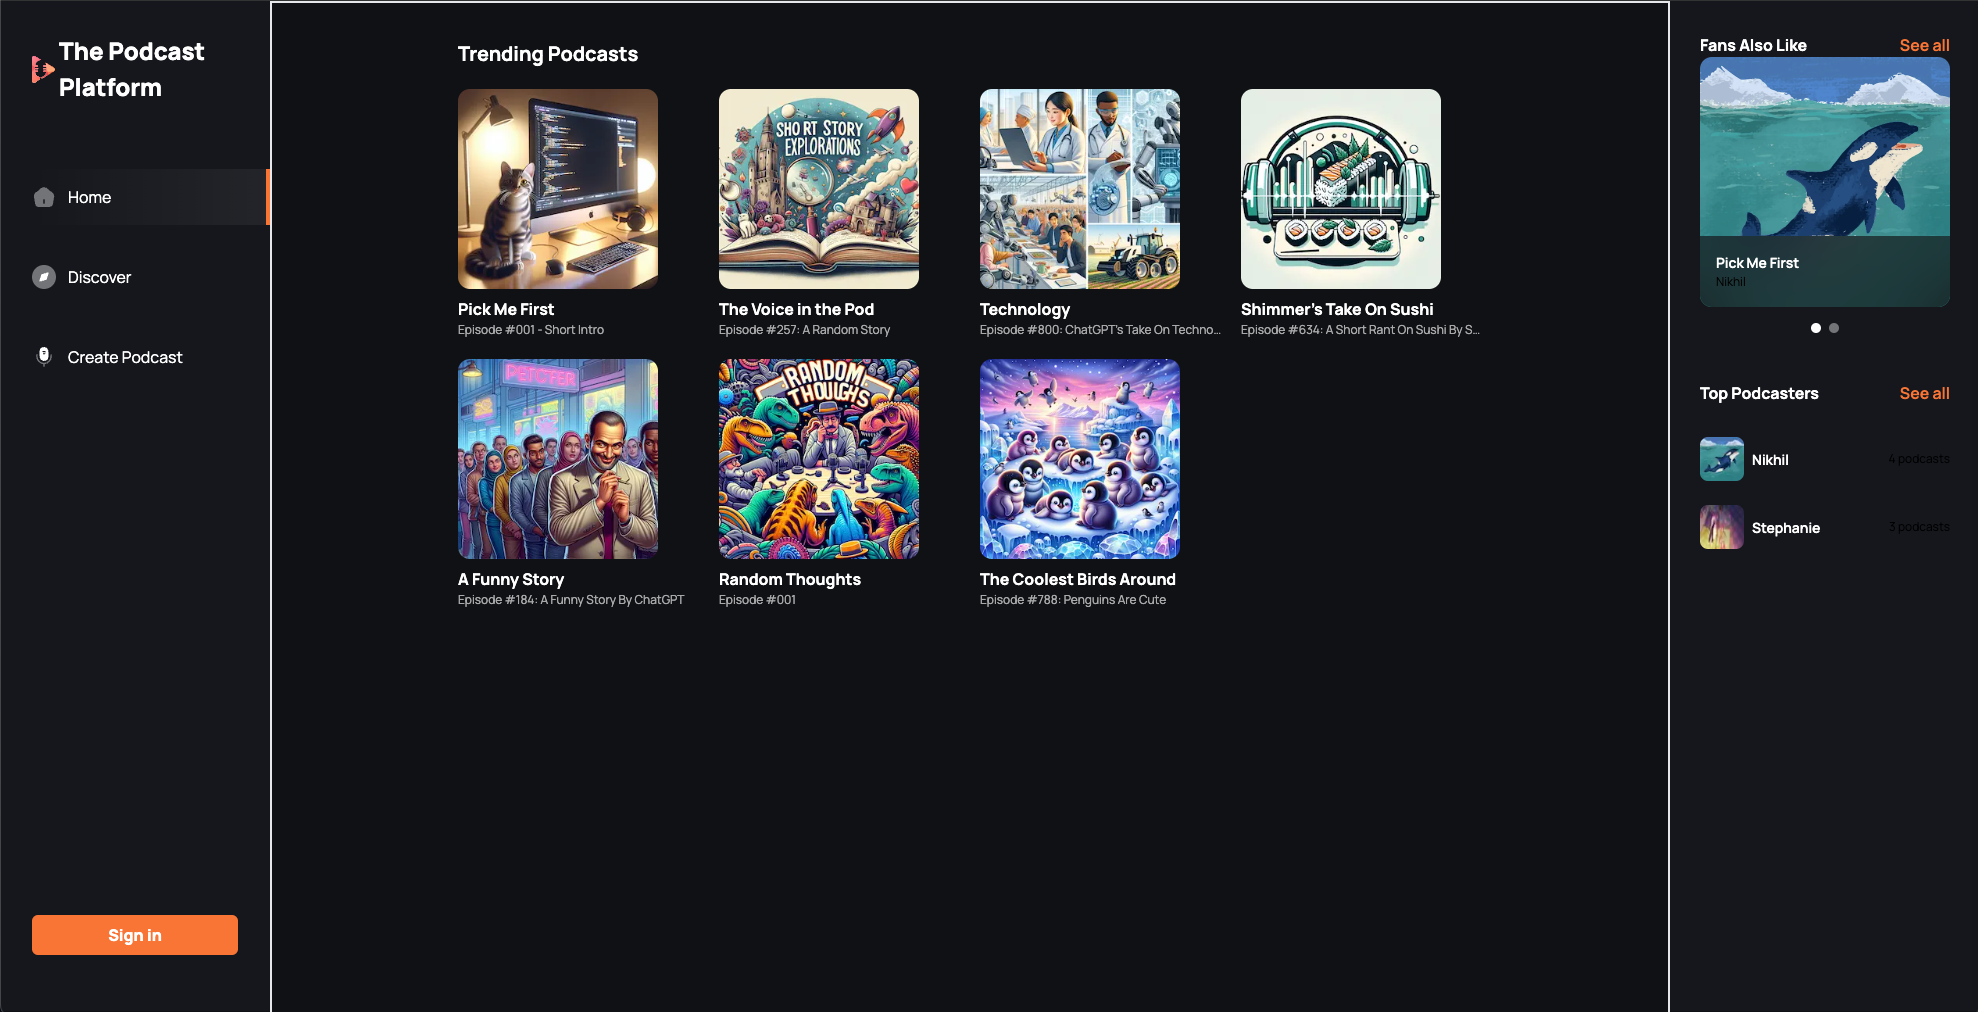 The Podcast
Platform
Home
Discover
Create Podcast
Sign in
Trending Podcasts
SHORT STORY
EXPLORATIONS
Pick Me First
Episode #001 - Short Intro
The Voice in the Pod
Episode #257: A Random Story
Technology
Episode #800: ChatGPT's Take On Techno...
Shimmer's Take On Sushi
Episode #634: A Short Rant On Sushi By S...
RANDOM
THOUGHS
A Funny Story
Episode #184: A Funny Story By ChatGPT
Random Thoughts
Episode #001
The Coolest Birds Around
Episode #788: Penguins Are Cute
Fans Also Like
See all
Pick Me First
Nikhil
Top Podcasters
See all
Nikhil
4 podcasts
Stephanie
3 podcasts